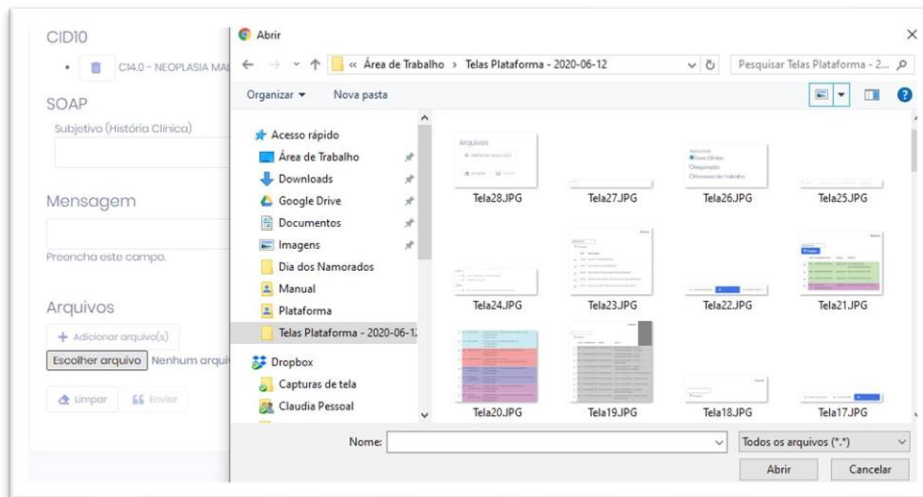 CID10
C14.0 - NEOPLASIA MAL
SOAP
Subjetivo (História Clínica)
Mensagem
Preencha este campo.
Arquivos
+ Adicionar arquivo(s)
Escolher arquivo Nenhum arqui
Limpar Enviar
Abrir
« Área de Trabalho > Telas Plataforma - 2020-06-12
Pesquisar Telas Plataforma - 2...
Organizar Nova pasta
Acesso rápido
Área de Trabalho
Downloads
Google Drive
Documentos
Imagens
Dia dos Namorados
Manual
Plataforma
Telas Plataforma - 2020-06-1
Dropbox
Capturas de tela
Claudia Pessoal
Arquivos
Tela28.JPG Tela27.JPG Tela26.JPG Tela25.JPG
Tela24.JPG Tela23.JPG Tela22.JPG Tela21.JPG
Tela20.JPG Tela19.JPG Tela18.JPG Tela17.JPG
Nome:
Todos os arquivos (*.*)
Abrir Cancelar